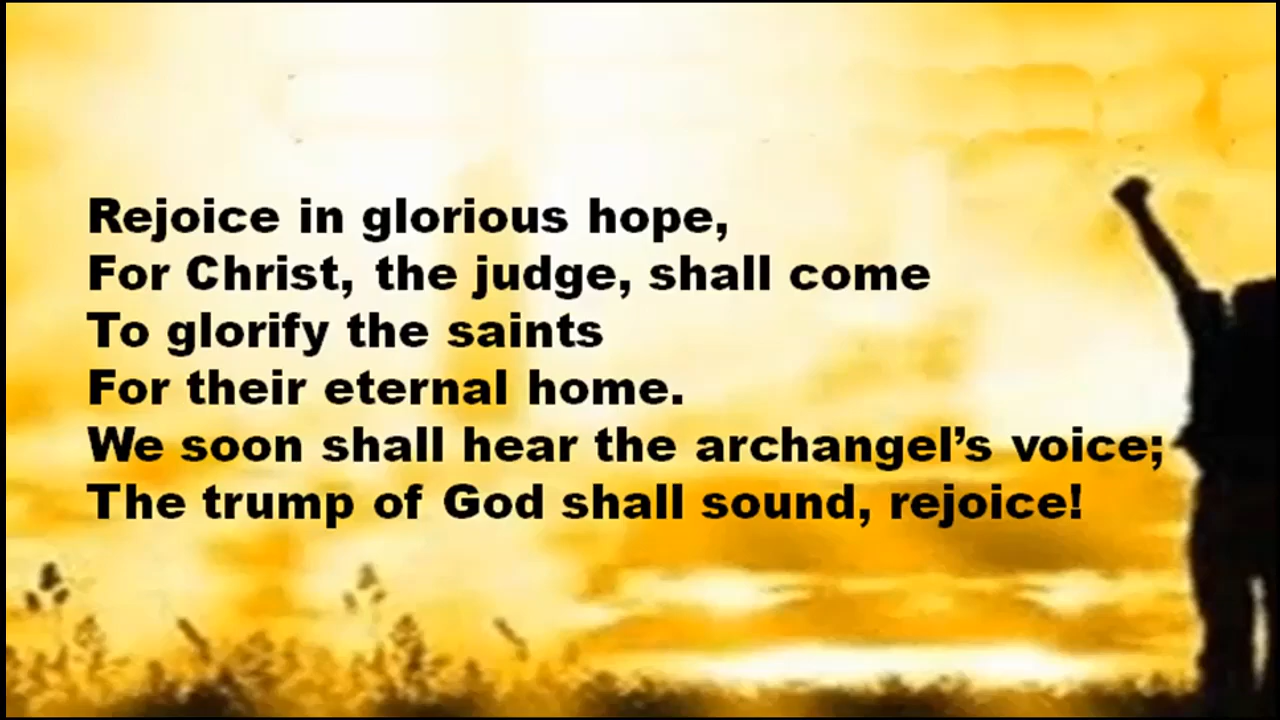 Rejoice in glorious hope,
For Christ, the judge, shall come
To glorify the saints
For their eternal home.
We soon shall hear the archangel’s voice;
The trump of God shall sound, rejoice!